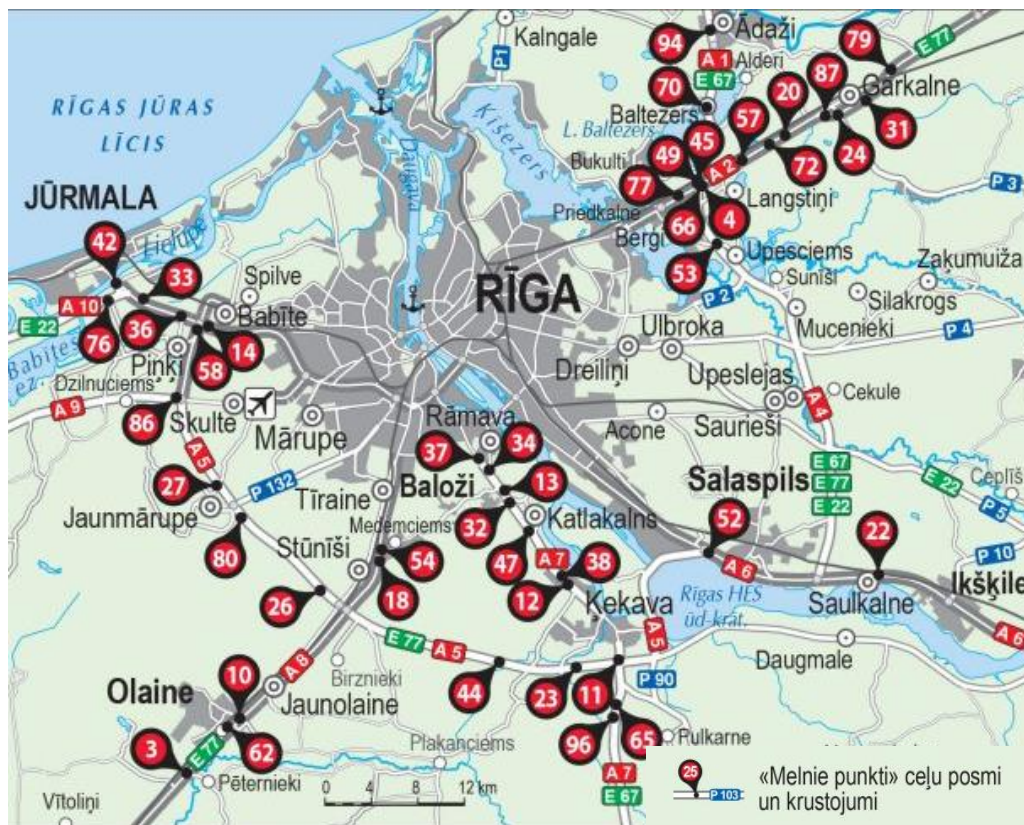 Kalngale
P1
94
Ādaži
A 1
Alderi
E 67
79
E 77
87
20
Garkalne
70
Baltezers
57
RĪGAS JŪRAS
LĪCIS
Ķīšezers
Daugava
L. Baltezers
45
49
Bukulti
A 2
72
24
31
77
Langstiņi
P 3
JŪRMALA
Priedkalne
66
4
Berģi
42
Lielupe
53
Upesciems
33
Spilve
Sunīši
Zaķumuiža
RĪGA
P 2
Silakrogs
A 10
E 22
36
Babīte
Mucenieki
76
Ulbroka
P 4
Babītes
ez.
Piņķi
58
14
Dreiliņi
Dzilnuciems
Upeslejas
Cekule
A 9
86
Skulte
Mārupe
Rāmava
Acone
Saurieši
A 4
A 5
37
34
E 67
E 77
E 22
E 22
Ceplīš
27
P 132
Tīraine
Baloži
13
Salaspils
P 5
Jaunmārupe
Medemciems
32
Katlakalns
52
22
80
Stūnīši
54
47
A 7
38
A 6
P 10
Ikšķile
26
18
12
Ķekava
Rīgas HES
ūd-krāt.
Saulkalne
A 5
A 6
E 77
A 5
Daugmale
10
A 8
Birznieki
44
23
11
P 90
Olaine
Jaunolaine
96
65
Pulkarne
3
E 77
62
Plakanciems
Pēternieki
A 7
E 67
Vītoliņi
0 4 8 12 km
25
P 103
«Melnie punkti» ceļu posmi
un krustojumi